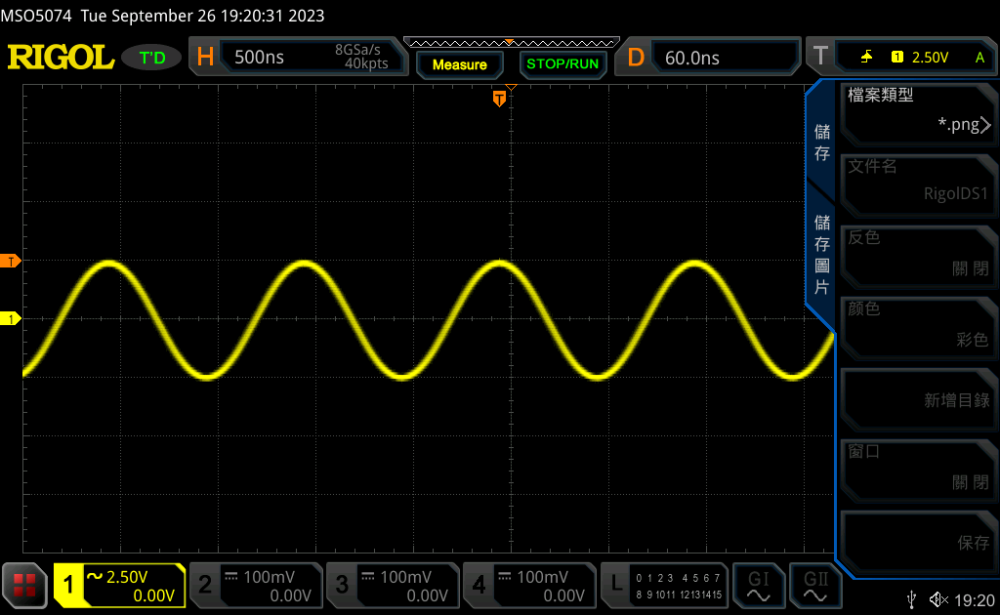 MSO5074 Tue September 26 19:20:31 2023
RIGOL
T'D
H
500ns
8GSa/s
40kpts
Measure
STOP/RUN
D
60.0ns
T
1
2.50V
A
T
T
1
儲存
儲存圖片
檔案類型
*.png
文件名
RigolDS1
反色
關 閉
颜色
彩色
新增目錄
窗口
關 閉
保存
1
2.50V
0.00V
2
100mV
0.00V
3
100mV
0.00V
4
100mV
0.00V
L
0 1 2 3 4 5 6 7
8 9 10 11 12 13 14 15
GI
GII
19:20